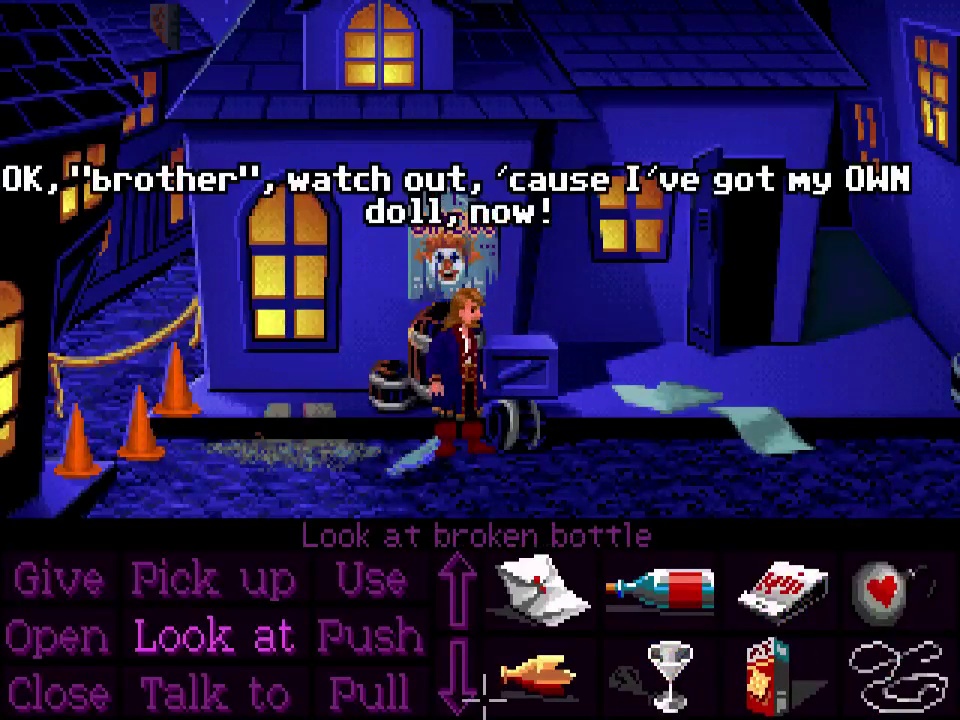 OK, "brother", watch out, 'cause I've got my OWN
doll, now!
Look at broken bottle
Give Pick up Use
Open Look at Push
Close Talk to Pull